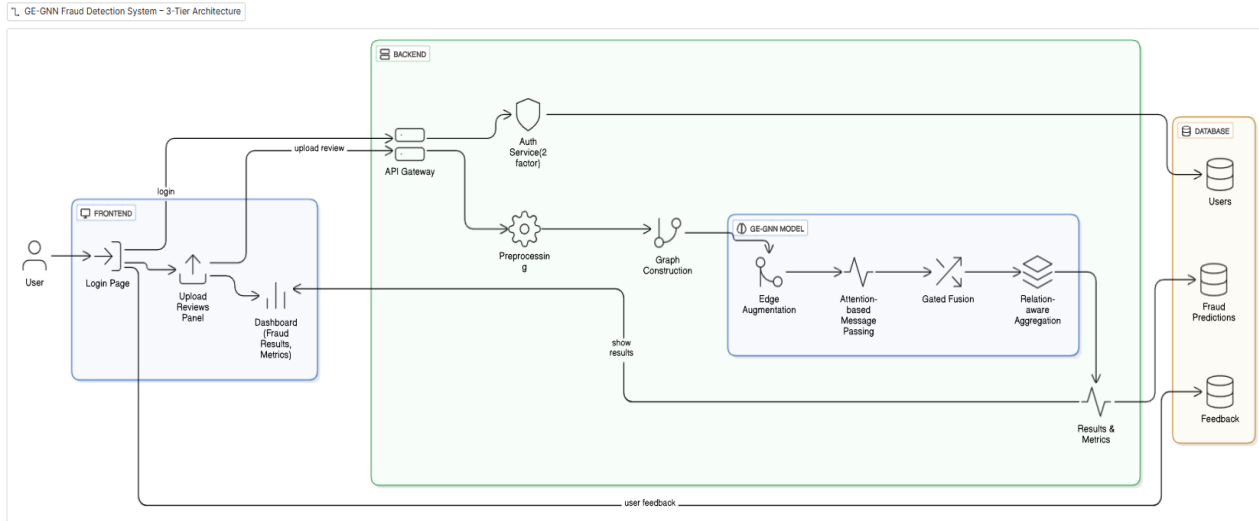 GE-GNN Fraud Detection System – 3-Tier Architecture
BACKEND
Auth
Service(2
factor)
DATABASE
upload review
API Gateway
login
Users
FRONTEND
GE-GNN MODEL
Preprocessin
g
Graph
Construction
User
Login Page
Upload
Reviews
Panel
Edge
Augmentation
Attention-
based
Message
Passing
Gated Fusion
Relation-
aware
Aggregation
Fraud
Predictions
Dashboard
(Fraud
Results,
Metrics)
show
results
Results &
Metrics
Feedback
user feedback